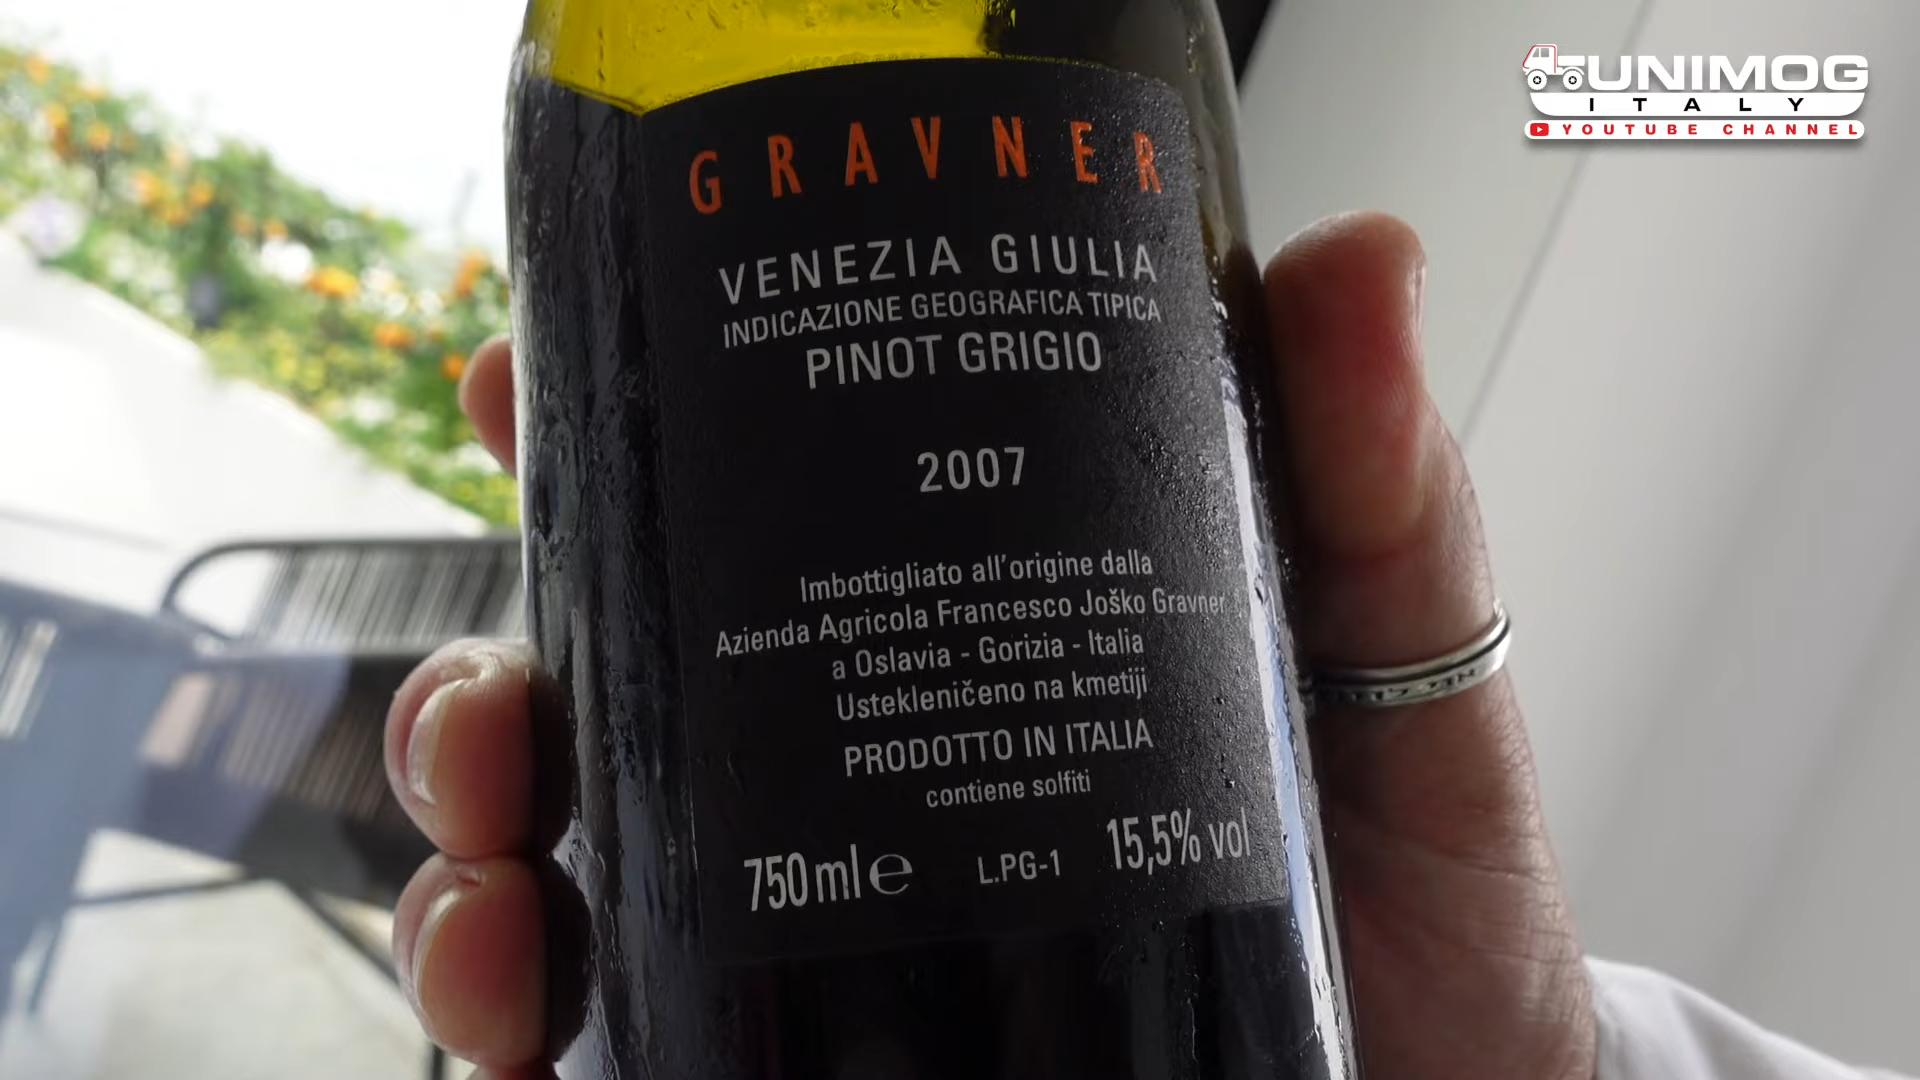 UNIMOG
ITALY
YOUTUBE CHANNEL
GRAVNER
VENEZIA GIULIA
INDICAZIONE GEOGRAFICA TIPICA
PINOT GRIGIO
2007
Imbottigliato all'origine dalla
Azienda Agricola Francesco Joško Gravner
a Oslavia - Gorizia - Italia
Ustekleničeno na kmetiji
PRODOTTO IN ITALIA
contiene solfiti
750 ml e L.PG-1 15,5% vol